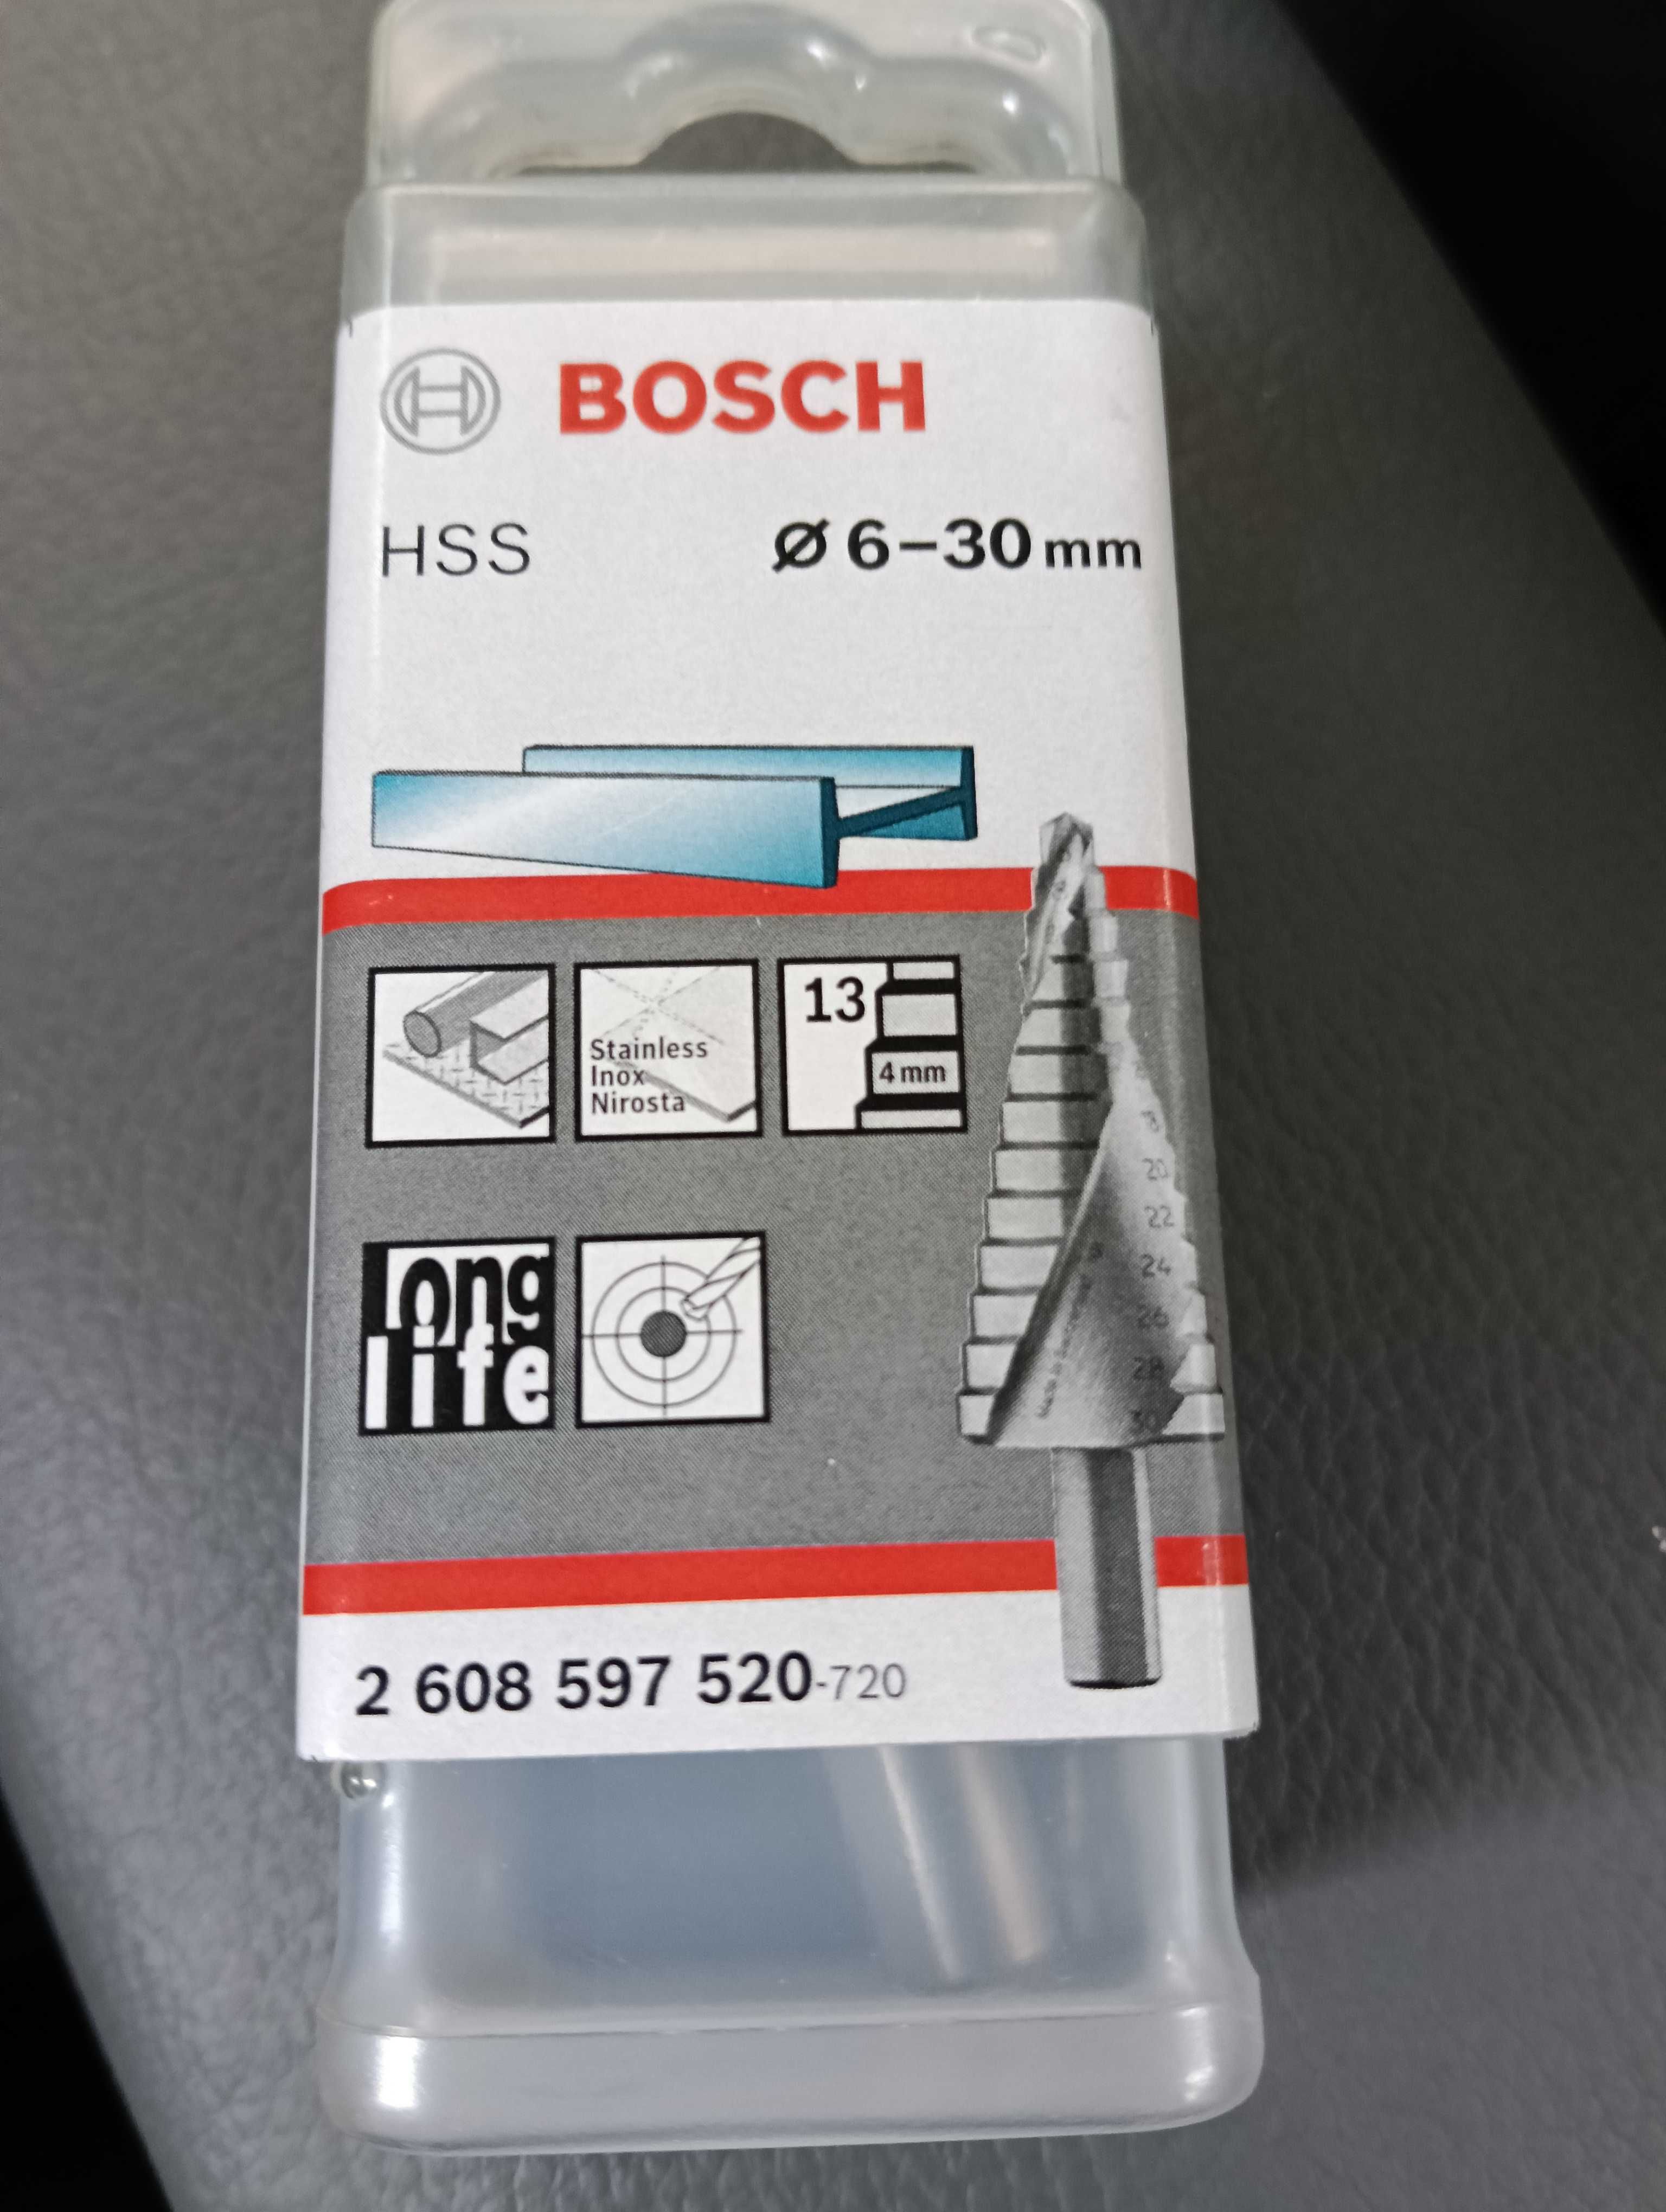 BOSCH
HSS
Ø 6–30 mm
Stainless
Inox
Nirosta
13
4 mm
20
22
24
26
28
30
long
life
2 608 597 520-720